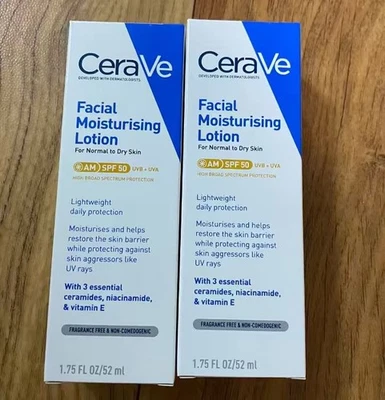 CeraVe
DEVELOPED WITH DERMATOLOGISTS
Facial
Moisturising
Lotion
For Normal to Dry Skin
AM SPF 50 UVB + UVA
HIGH BROAD SPECTRUM PROTECTION
Lightweight
daily protection
Moisturises and helps
restore the skin barrier
while protecting against
skin aggressors like
UV rays
With 3 essential
ceramides, niacinamide,
& vitamin E
FRAGRANCE FREE & NON-COMEDOGENIC
1.75 FL OZ/52 ml
CeraVe
DEVELOPED WITH DERMATOLOGISTS
Facial
Moisturising
Lotion
For Normal to Dry Skin
AM SPF 50 UVB + UVA
HIGH BROAD SPECTRUM PROTECTION
Lightweight
daily protection
Moisturises and helps
restore the skin barrier
while protecting against
skin aggressors like
UV rays
With 3 essential
ceramides, niacinamide,
& vitamin E
FRAGRANCE FREE & NON-COMEDOGENIC
1.75 FL OZ/52 ml